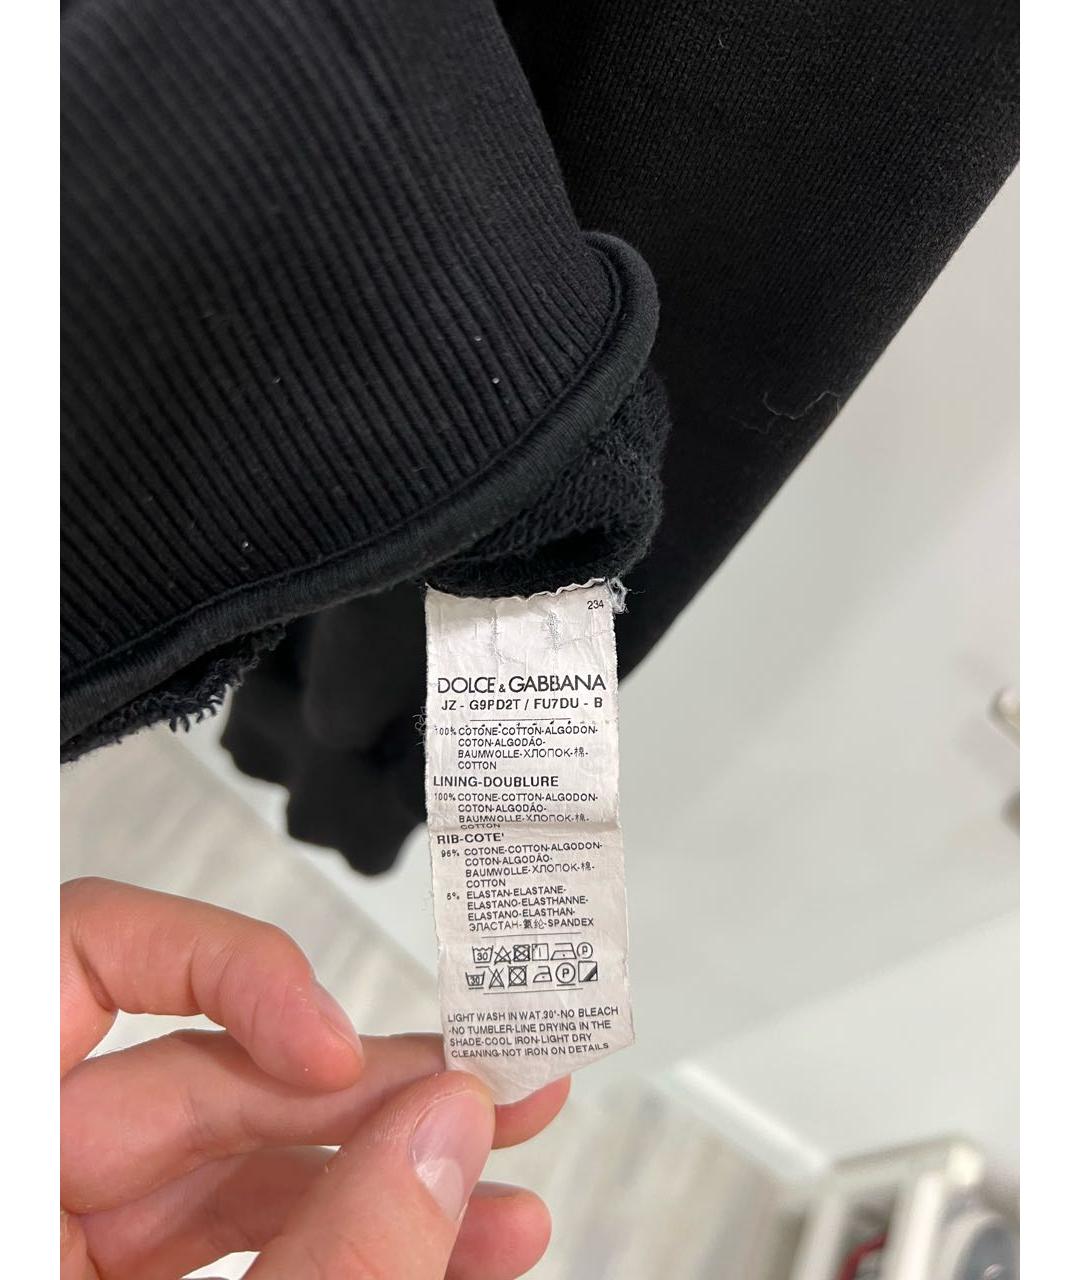 234
DOLCE & GABBANA
JZ - G9PD2T / FU7DU - B
100% COTONE-COTTON-ALGODON-
COTON-ALGODÃO-
BAUMWOLLE-ХЛОПОК-棉-
COTTON
LINING-DOUBLURE
100% COTONE-COTTON-ALGODON-
COTON-ALGODÃO-
BAUMWOLLE-ХЛОПОК-棉-
COTTON
RIB-COTE'
95% COTONE-COTTON-ALGODON-
COTON-ALGODÃO-
BAUMWOLLE-ХЛОПОК-棉-
COTTON
5% ELASTAN-ELASTANE-
ELASTANO-ELASTHANNE-
ELASTANO-ELASTHAN-
ЭЛАСТАН-氨纶-SPANDEX
30 P
30 P
LIGHT WASH IN WAT.30°-NO BLEACH
-NO TUMBLER-LINE DRYING IN THE
SHADE-COOL IRON-LIGHT DRY
CLEANING-NOT IRON ON DETAILS